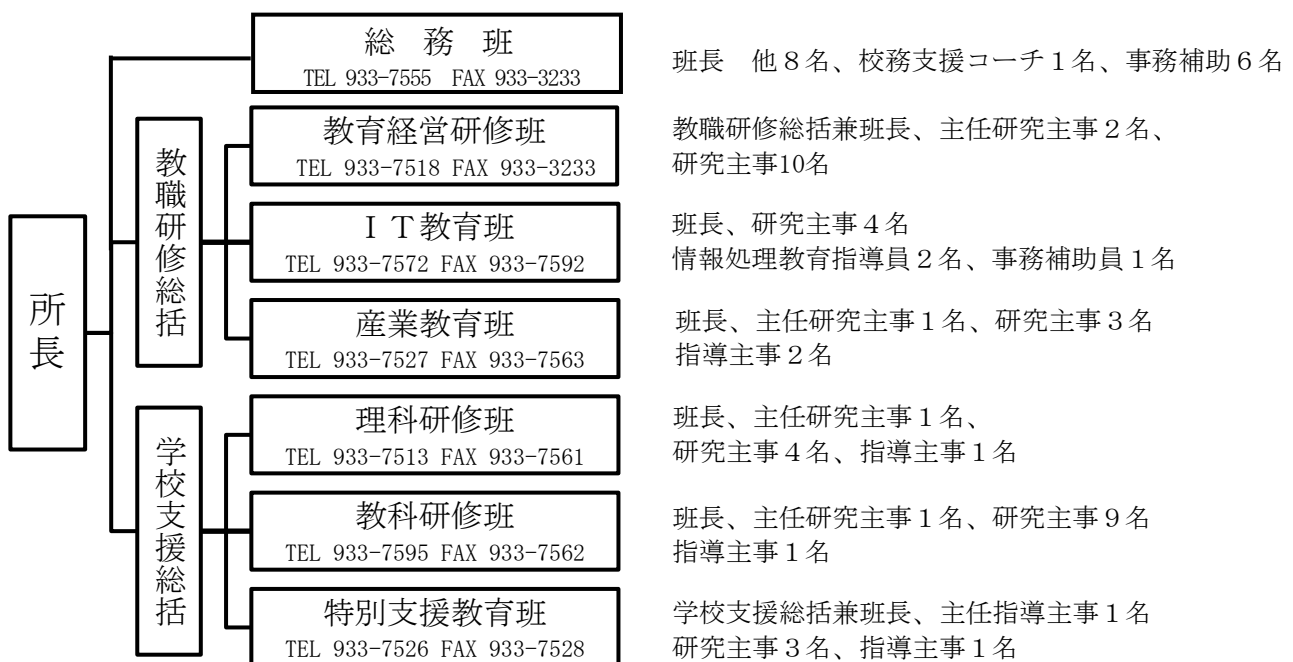 総　務　班
TEL 933-7555　FAX 933-3233
班長　他８名、校務支援コーチ１名、事務補助６名
教職研修総括
教育経営研修班
TEL 933-7518 FAX 933-3233
教職研修総括兼班長、主任研究主事２名、
研究主事10名
ＩＴ教育班
TEL 933-7572 FAX 933-7592
班長、研究主事４名
情報処理教育指導員２名、事務補助員１名
所長
産業教育班
TEL 933-7527 FAX 933-7563
班長、主任研究主事１名、研究主事３名
指導主事２名
学校支援総括
理科研修班
TEL 933-7513 FAX 933-7561
班長、主任研究主事１名、
研究主事４名、指導主事１名
教科研修班
TEL 933-7595 FAX 933-7562
班長、主任研究主事１名、研究主事９名
指導主事１名
特別支援教育班
TEL 933-7526 FAX 933-7528
学校支援総括兼班長、主任指導主事１名
研究主事３名、指導主事１名